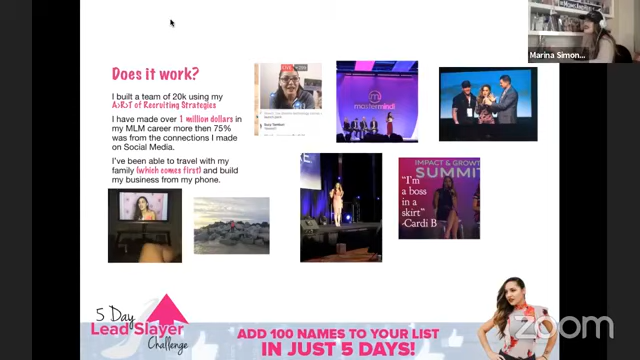 Marina Simon...
Does it work?
I built a team of 20k using my
A.R.T of Recruiting Strategies
I have made over 1 million dollars in
my MLM career more then 75%
was from the connections I made
on Social Media.
I've been able to travel with my
family (which comes first) and build
my business from my phone.
LIVE
mastermind
IMPACT & GROWTH
SUMMIT
"I'm
a boss
in a
skirt"
-Cardi B
5 Day
Lead Slayer
Challenge
ADD 100 NAMES TO YOUR LIST
IN JUST 5 DAYS!
zoom